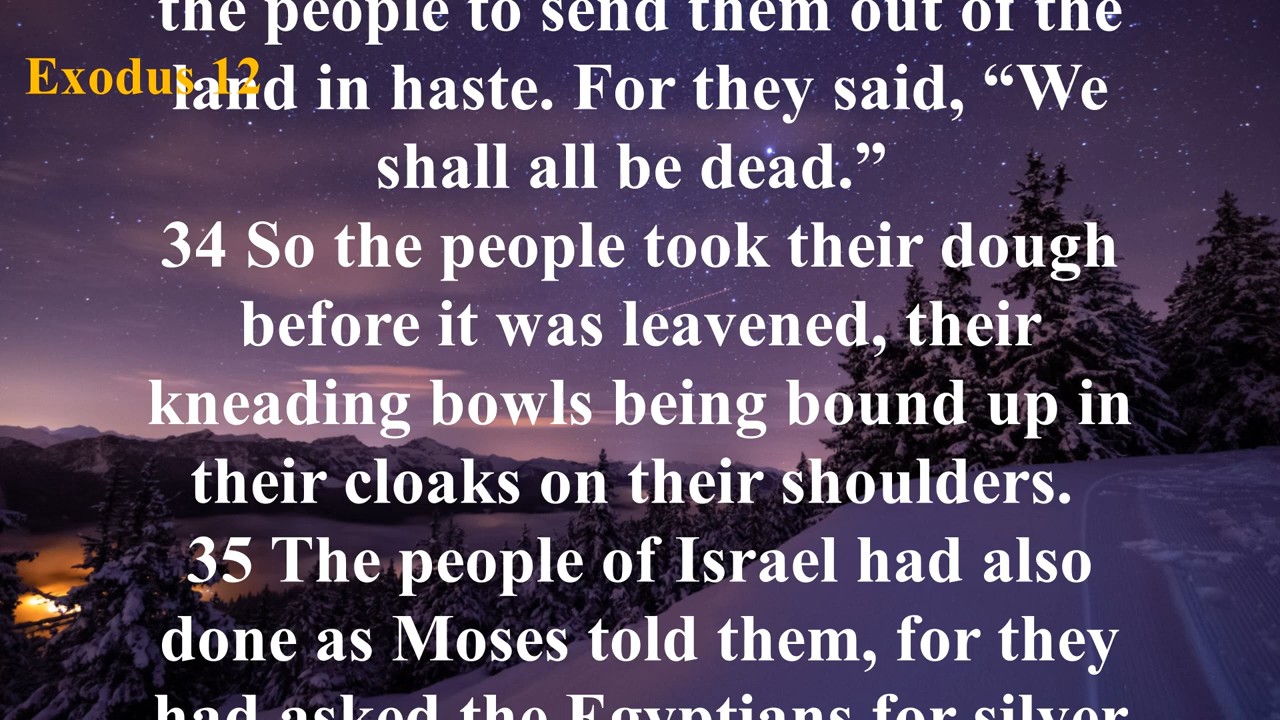 the people to send them out of the
Exodus 12
land in haste. For they said, “We
shall all be dead.”
34 So the people took their dough
before it was leavened, their
kneading bowls being bound up in
their cloaks on their shoulders.
35 The people of Israel had also
done as Moses told them, for they
had asked the Egyptians for silver